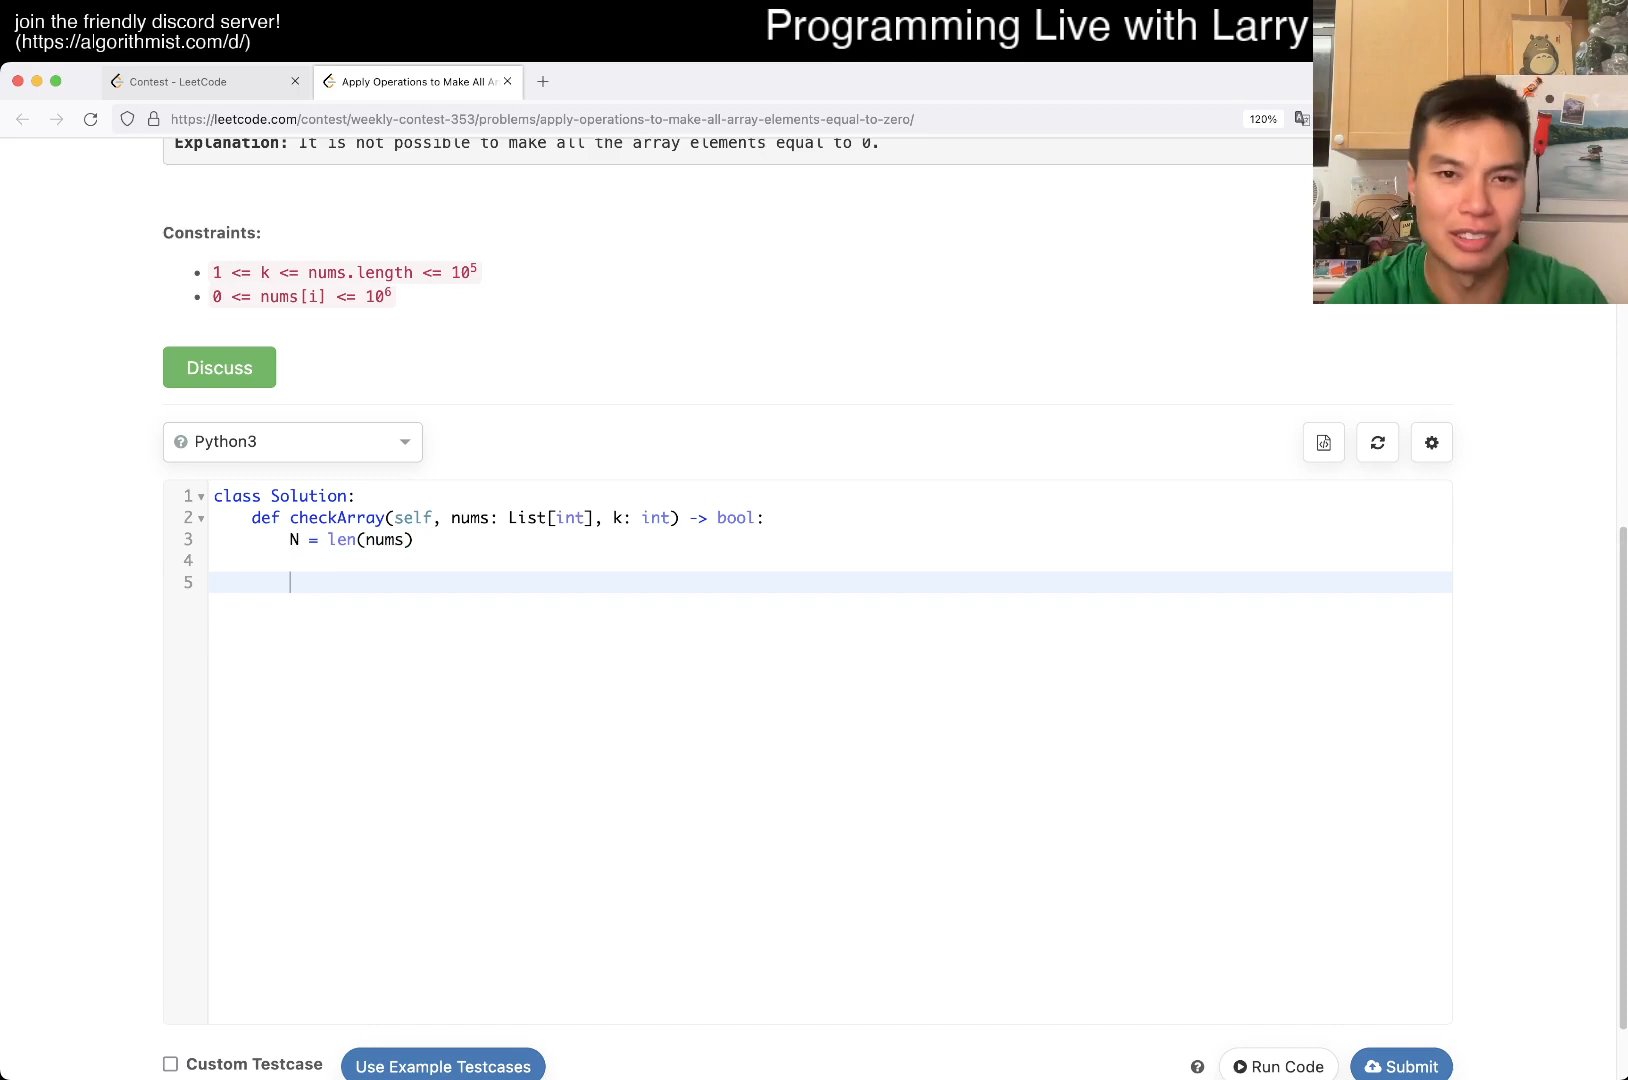 join the friendly discord server!
(https://algorithmist.com/d/)
Programming Live with Larry
Contest - LeetCode
Apply Operations to Make All Ar
https://leetcode.com/contest/weekly-contest-353/problems/apply-operations-to-make-all-array-elements-equal-to-zero/
120%
Explanation: It is not possible to make all the array elements equal to 0.
Constraints:
1 <= k <= nums.length <= 10^5
0 <= nums[i] <= 10^6
Discuss
Python3
1 class Solution:
2 def checkArray(self, nums: List[int], k: int) -> bool:
3 N = len(nums)
4
5
Custom Testcase
Use Example Testcases
Run Code
Submit